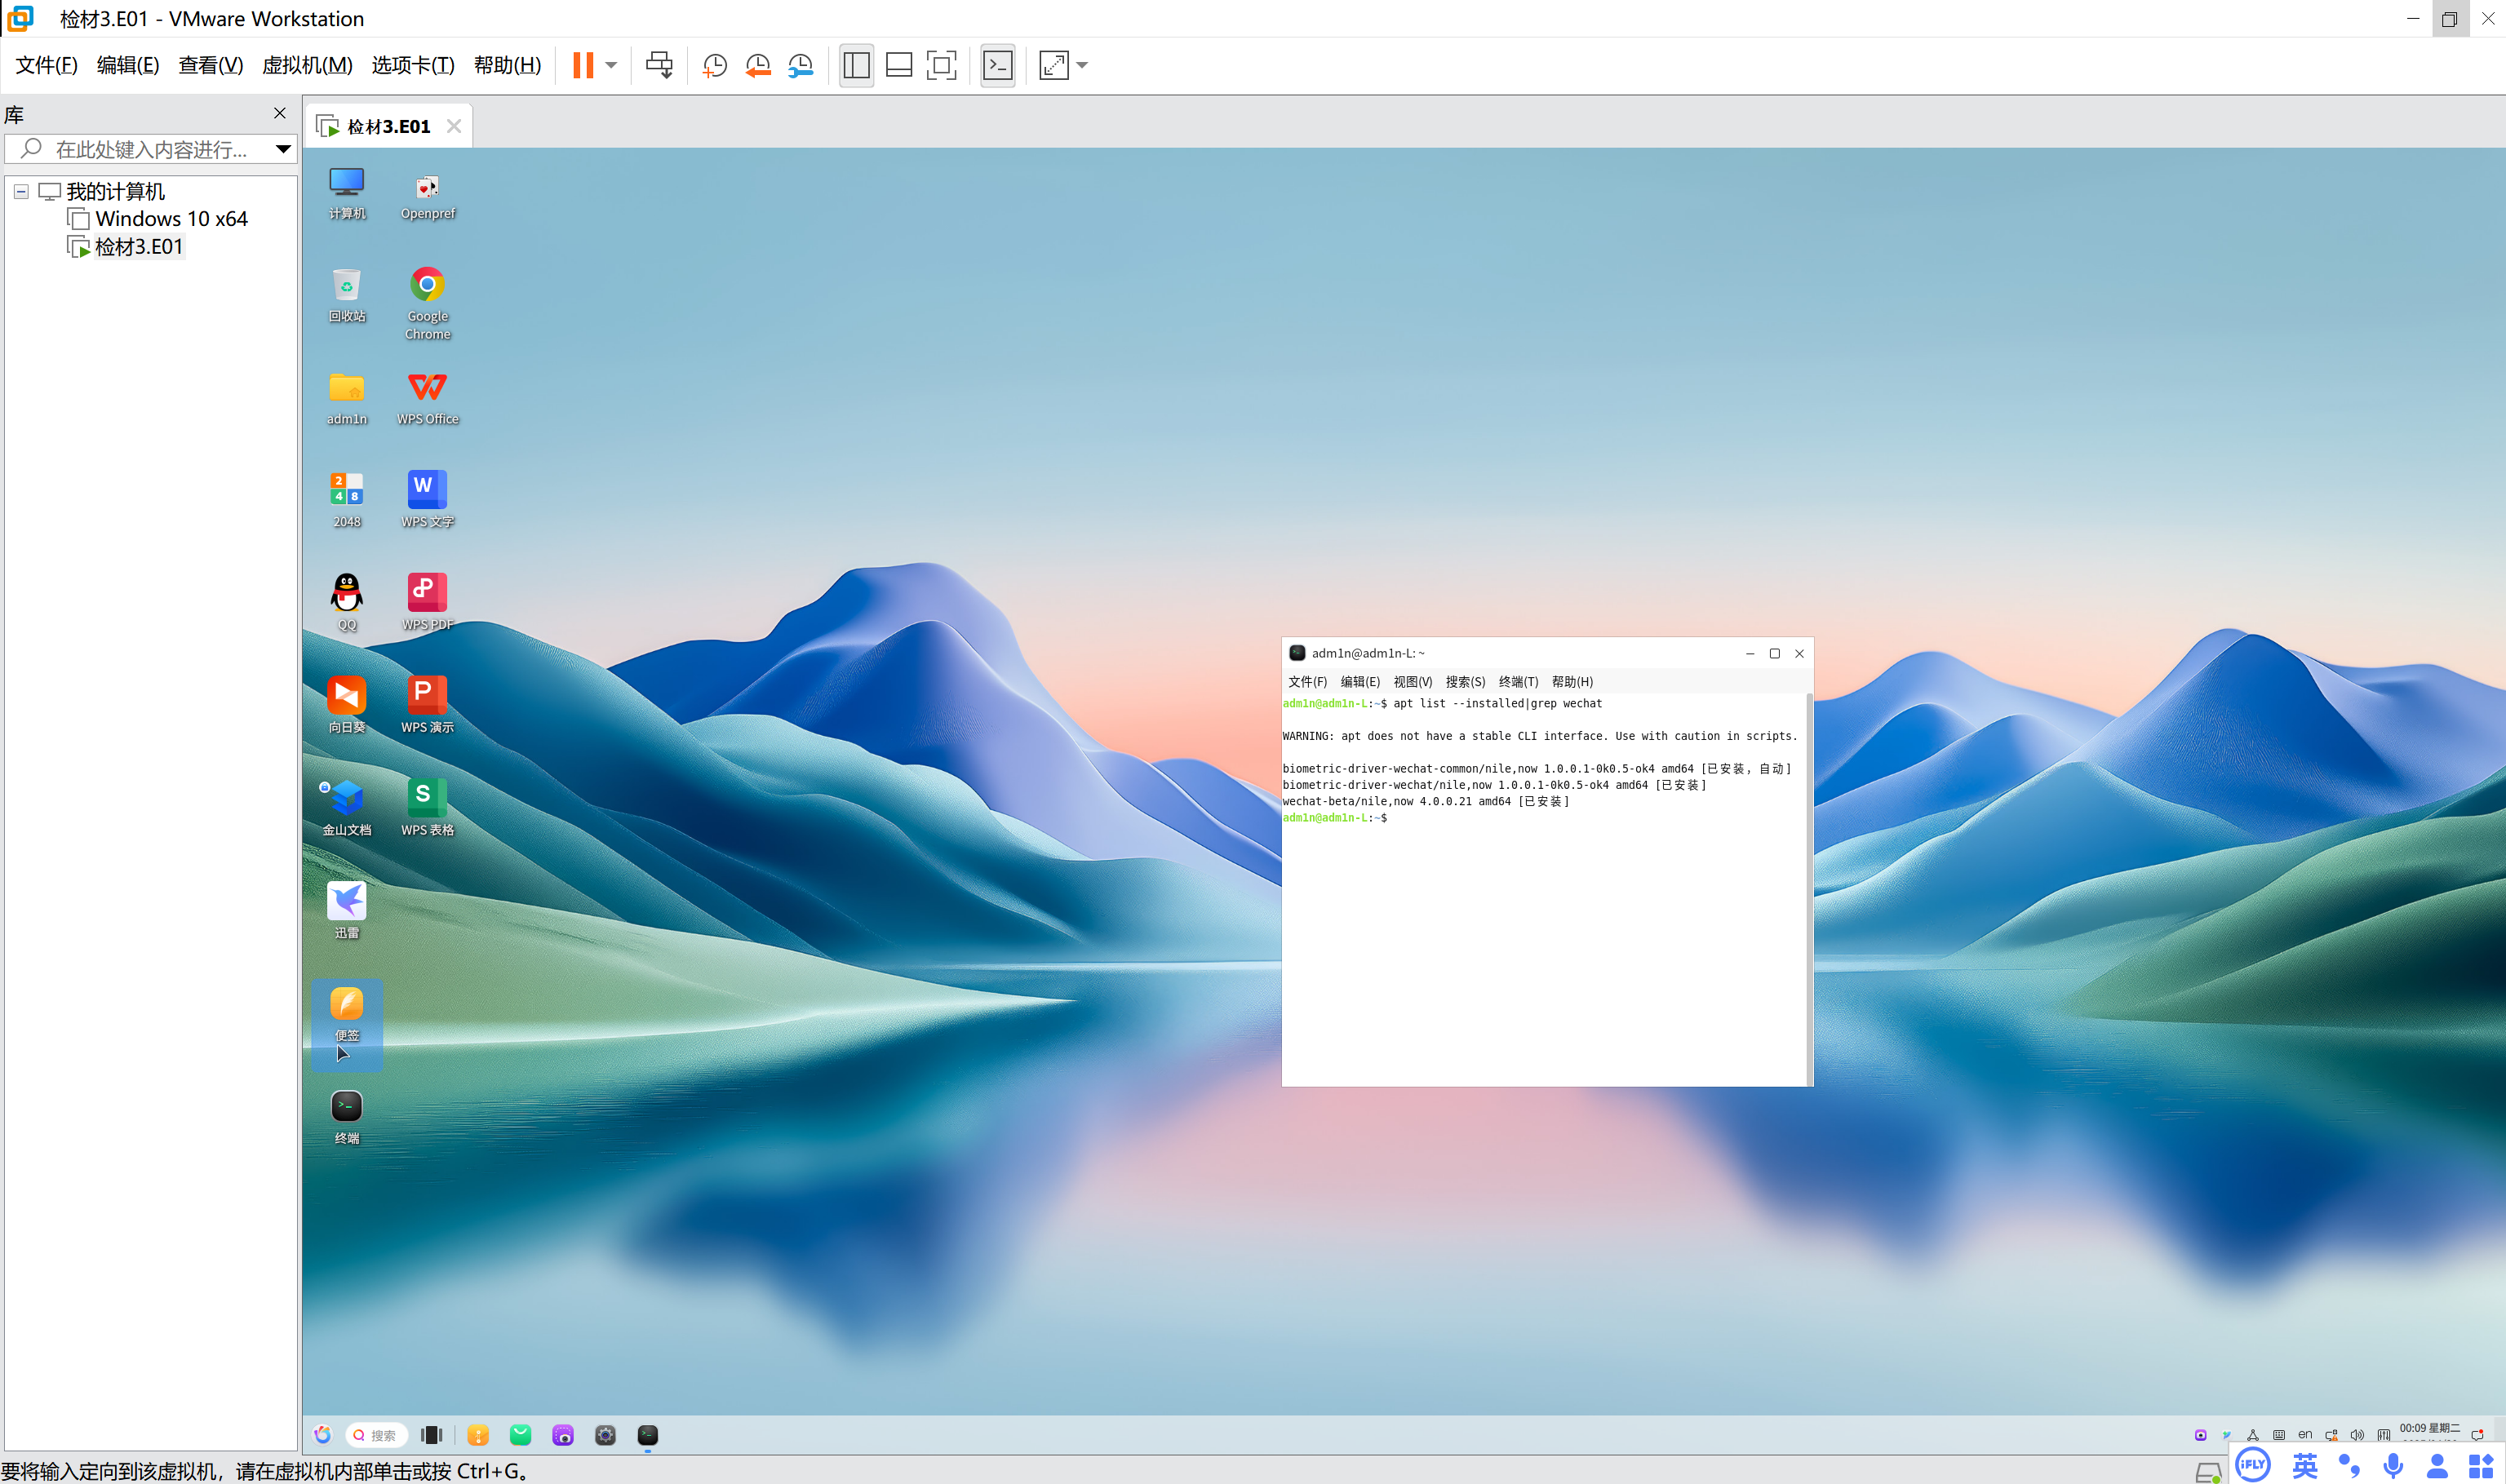 检材3.E01 - VMware Workstation
文件(F) 编辑(E) 查看(V) 虚拟机(M) 选项卡(T) 帮助(H)
库
在此处键入内容进行...
我的计算机
Windows 10 x64
检材3.E01
检材3.E01
计算机
Openpref
回收站
Google Chrome
adm1n
WPS Office
2048
WPS 文字
QQ
WPS PDF
向日葵
WPS 演示
金山文档
WPS 表格
迅雷
便签
终端
adm1n@adm1n-L: ~
文件(F) 编辑(E) 视图(V) 搜索(S) 终端(T) 帮助(H)
adm1n@adm1n-L:~$ apt list --installed|grep wechat
WARNING: apt does not have a stable CLI interface. Use with caution in scripts.
biometric-driver-wechat-common/nile,now 1.0.0.1-0k0.5-ok4 amd64 [已安装，自动]
biometric-driver-wechat/nile,now 1.0.0.1-0k0.5-ok4 amd64 [已安装]
wechat-beta/nile,now 4.0.0.21 amd64 [已安装]
adm1n@adm1n-L:~$
搜索
en
00:09 星期二
要将输入定向到该虚拟机，请在虚拟机内部单击或按 Ctrl+G。
iFLY
英